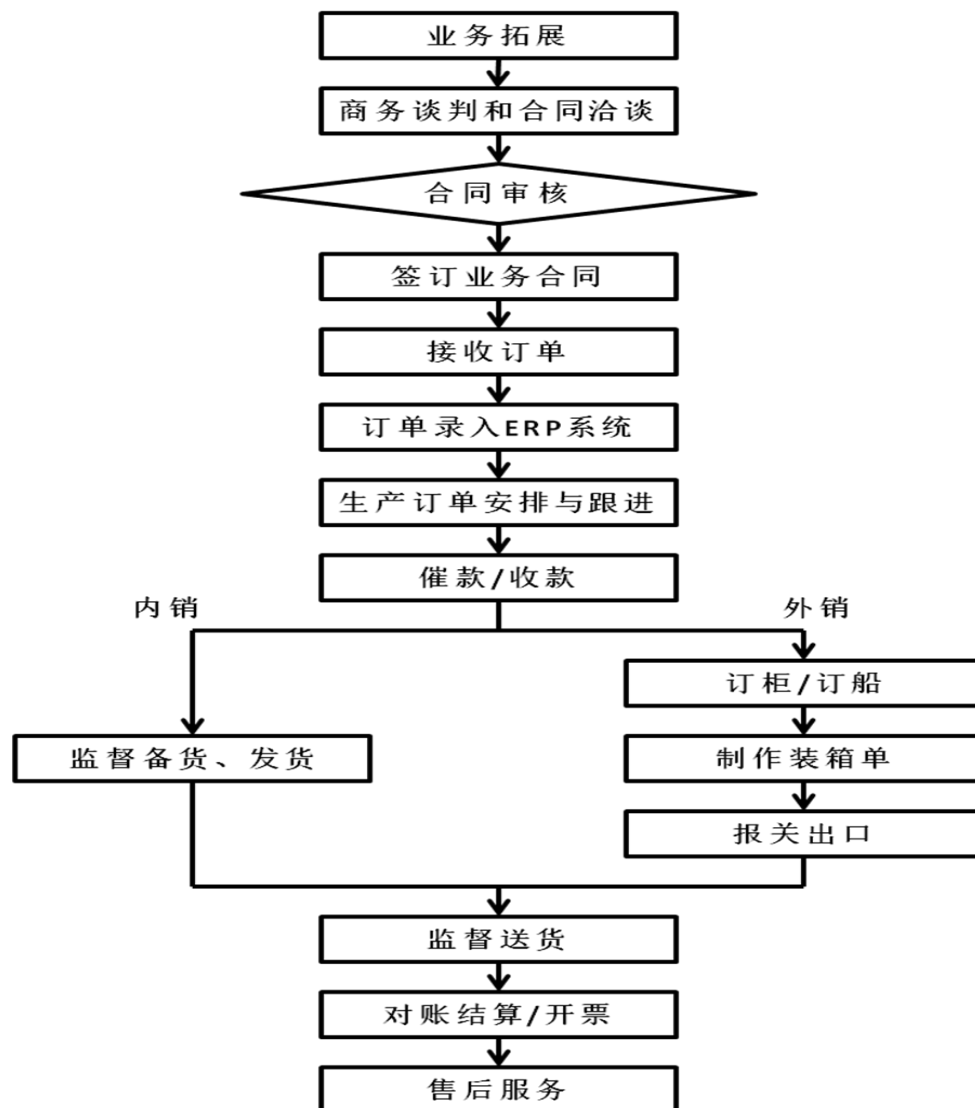 业务拓展
商务谈判和合同洽谈
合同审核
签订业务合同
接收订单
订单录入ERP系统
生产订单安排与跟进
催款/收款
内销
外销
订柜/订船
监督备货、发货
制作装箱单
报关出口
监督送货
对账结算/开票
售后服务